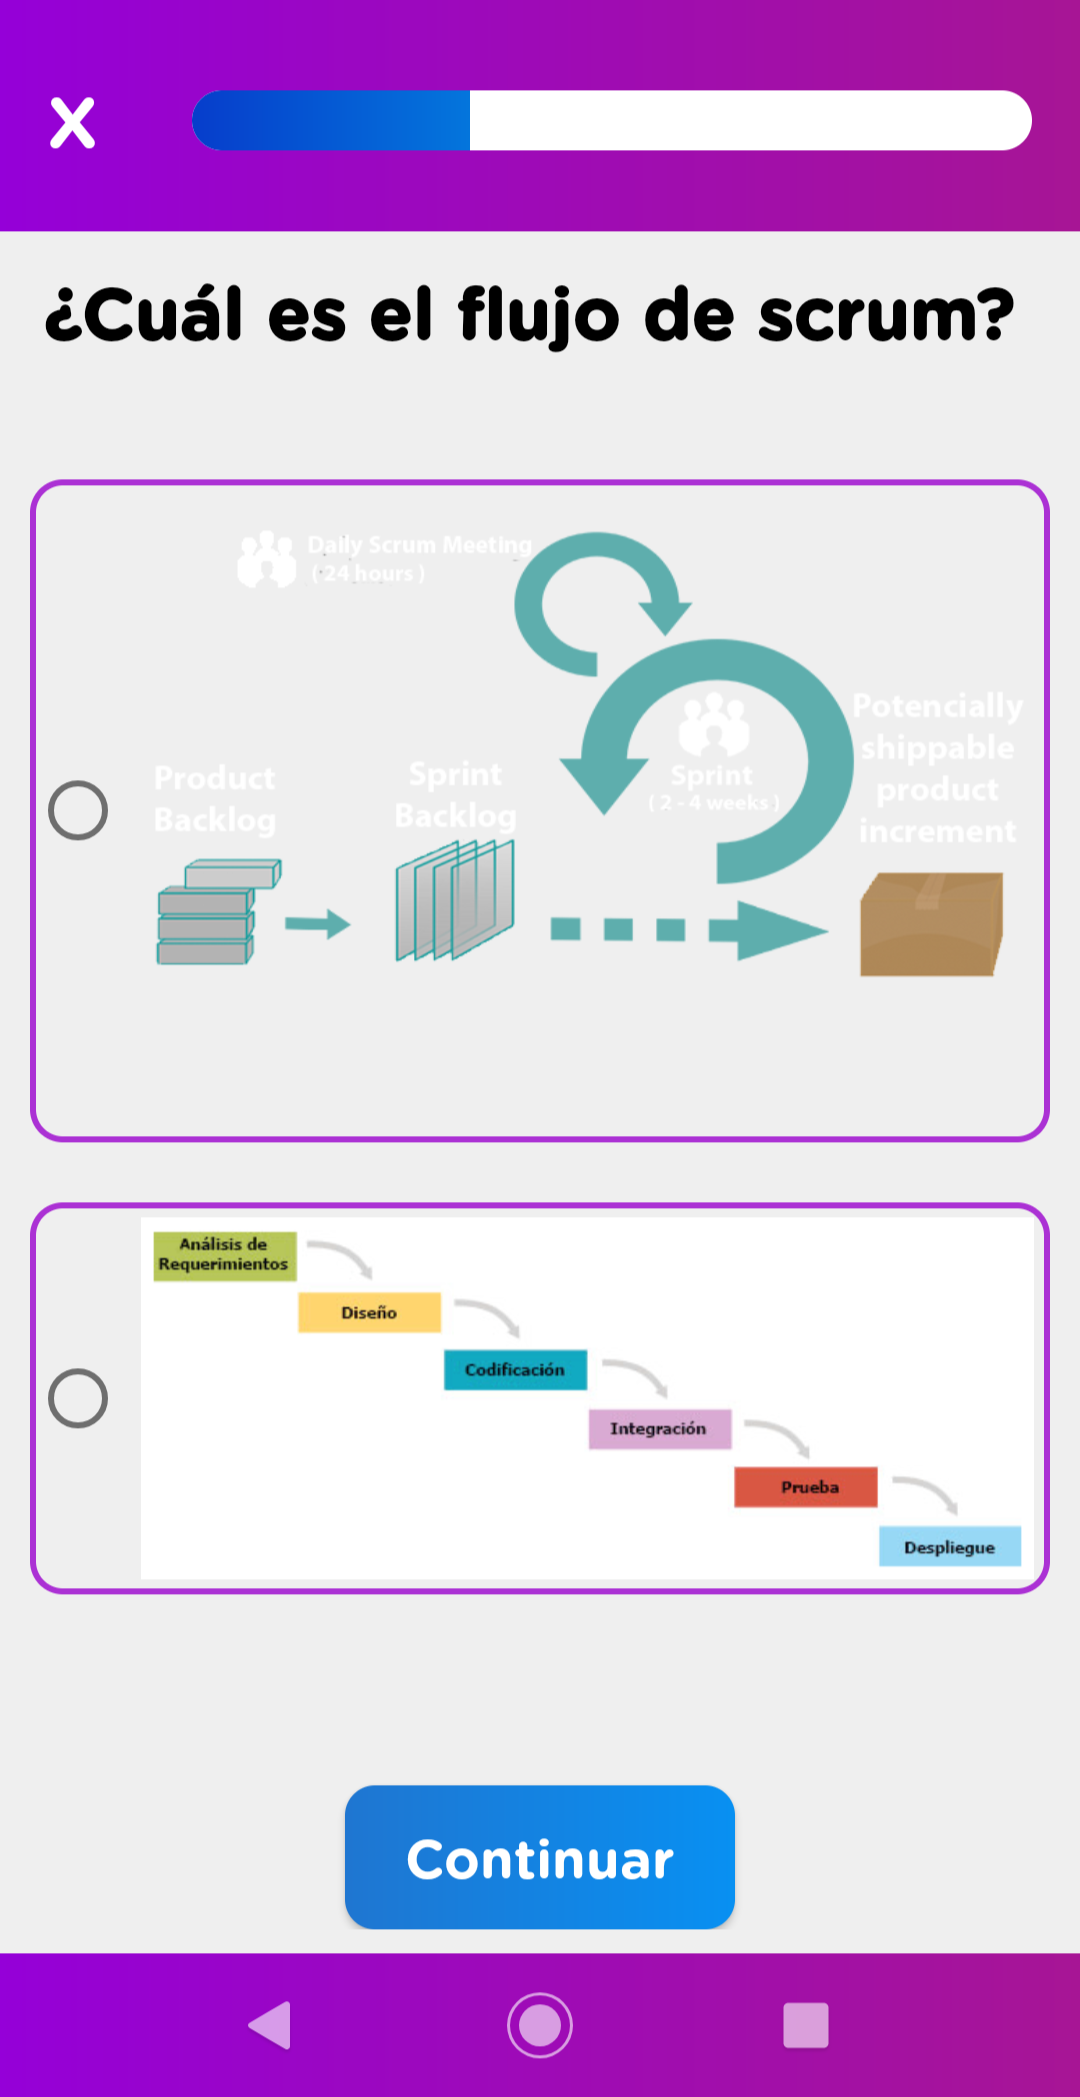 X
¿Cuál es el flujo de scrum?
Daily Scrum Meeting
( 24 hours )
Product
Backlog
Sprint
Backlog
Sprint
( 2 - 4 weeks )
Potencially
shippable
product
increment
Análisis de
Requerimientos
Diseño
Codificación
Integración
Prueba
Despliegue
Continuar